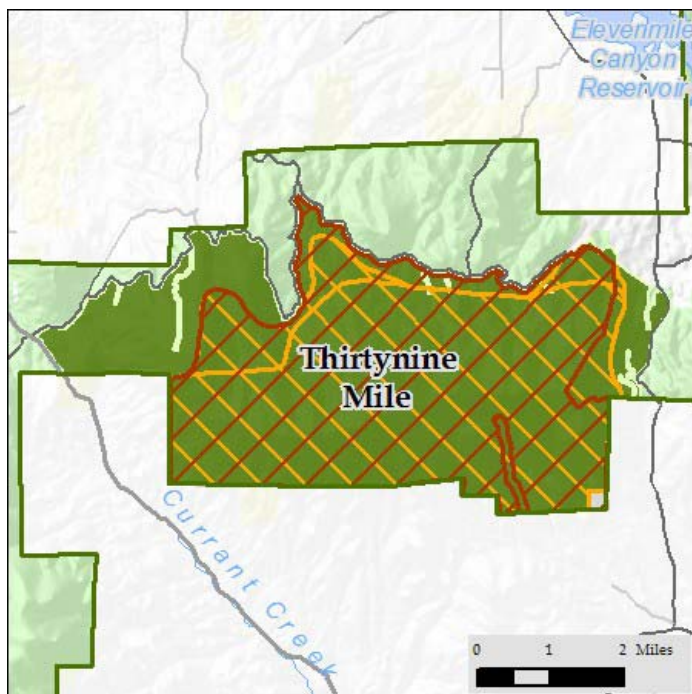 Elevenmile
Canyon
Reservoir
Thirtynine
Mile
Currant Creek
0 1 2 Miles